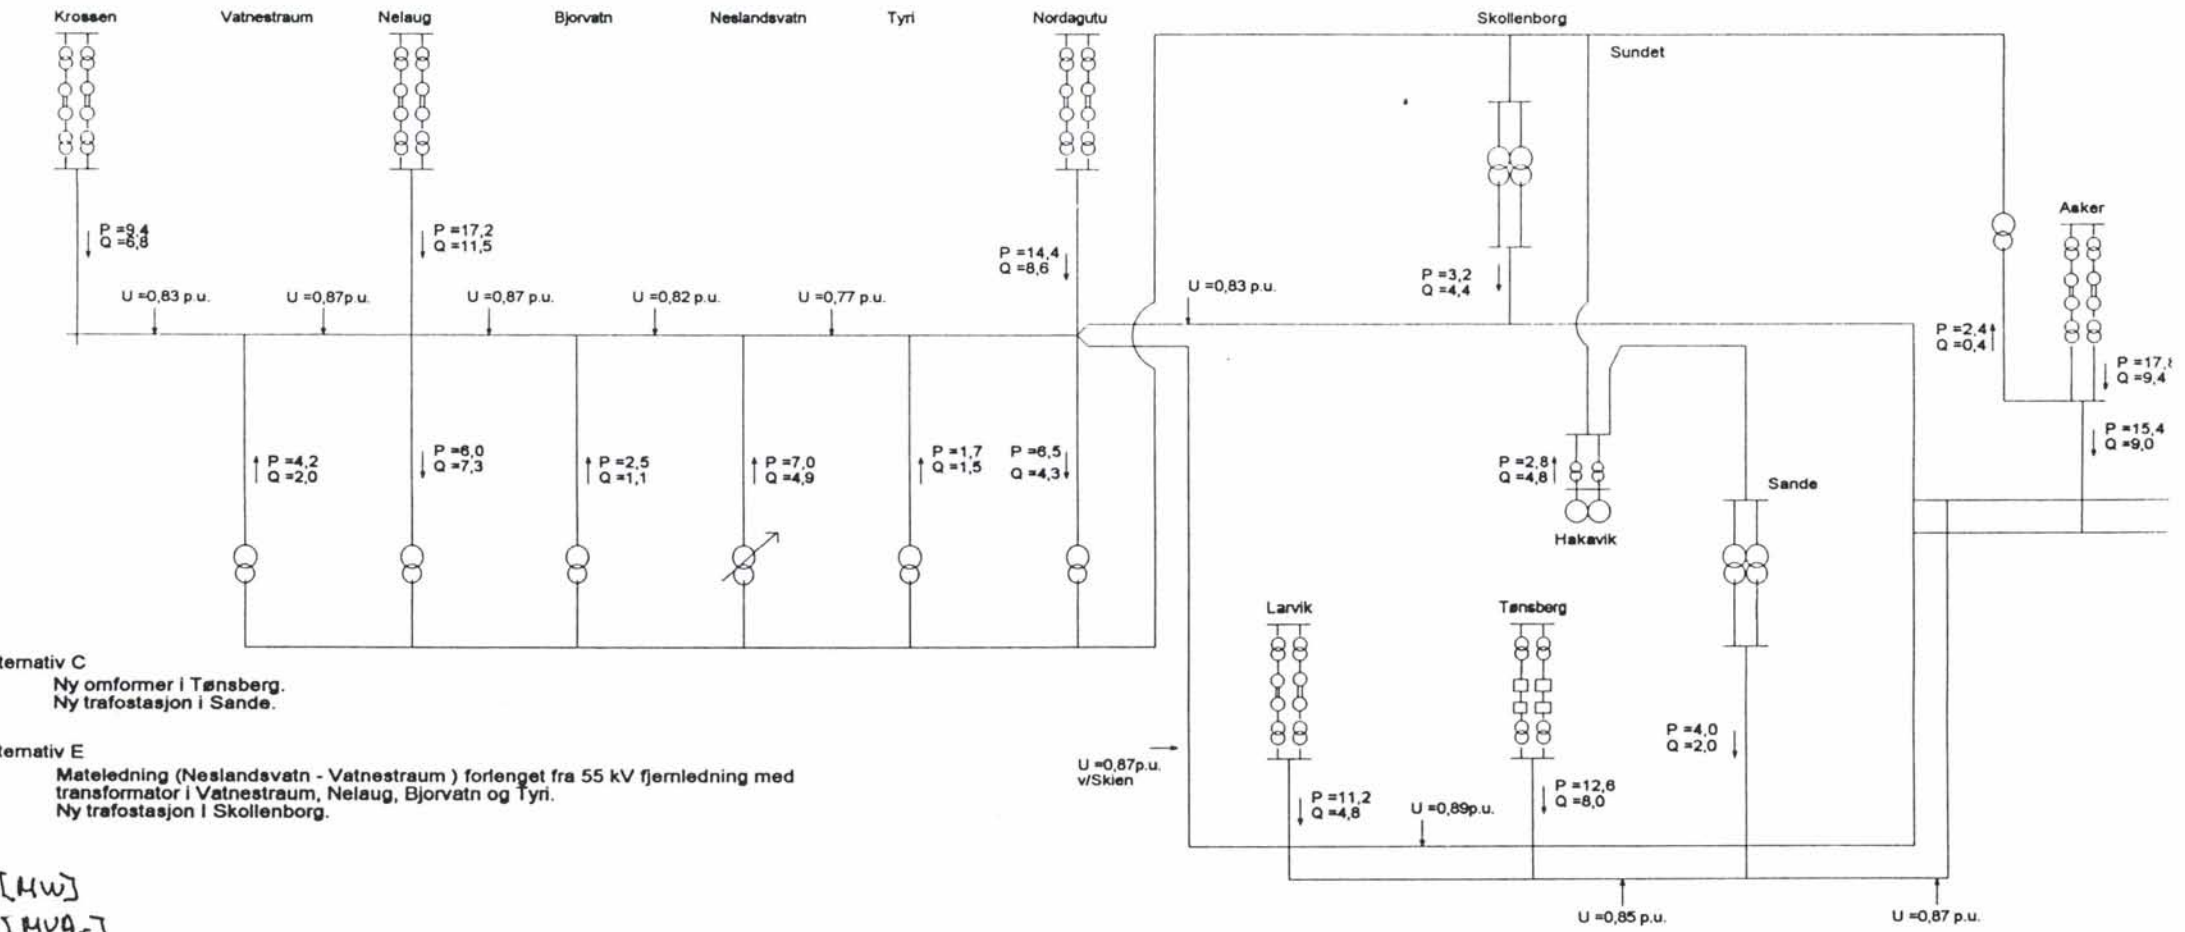 Krossen
Vatnestraum
Nelaug
Bjorvatn
Neslandsvatn
Tyri
Nordagutu
Skollenborg
Sundet
Asker
P =9,4
Q =6,8
P =17,2
Q =11,5
P =14,4
Q =8,6
P =3,2
Q =4,4
U =0,83 p.u.
U =0,87p.u.
U =0,87 p.u.
U =0,82 p.u.
U =0,77 p.u.
U =0,83 p.u.
P =2,4
Q =0,4
P =17,
Q =9,4
P =15,4
Q =9,0
P =4,2
Q =2,0
P =6,0
Q =7,3
P =2,5
Q =1,1
P =7,0
Q =4,9
P =1,7
Q =1,5
P =6,5
Q =4,3
P =2,8
Q =4,8
Hakavik
Sande
Larvik
Tønsberg
ternativ C
Ny omformer i Tønsberg.
Ny trafostasjon i Sande.
ternativ E
Mateledning (Neslandsvatn - Vatnestraum ) forlenget fra 55 kV fjernledning med
transformator i Vatnestraum, Nelaug, Bjorvatn og Tyri.
Ny trafostasjon I Skollenborg.
U =0,87p.u.
v/Skien
P =11,2
Q =4,8
U =0,89p.u.
P =12,6
Q =8,0
P =4,0
Q =2,0
U =0,85 p.u.
U =0,87 p.u.
[MW]
[MVAr]